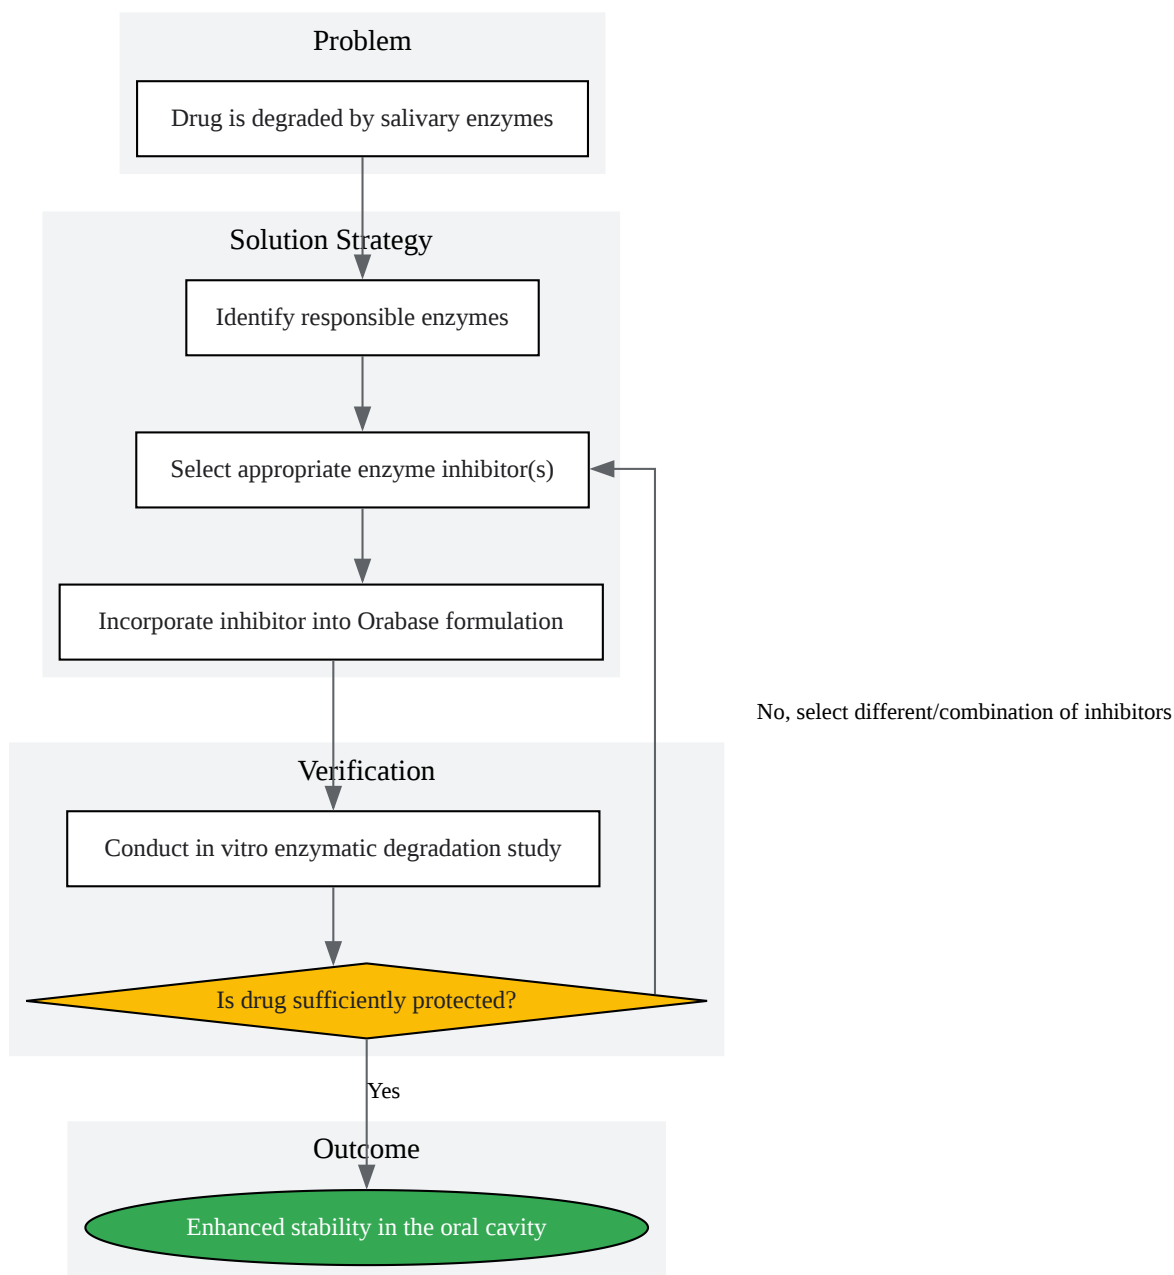 Problem
Drug is degraded by salivary enzymes
Solution Strategy
Identify responsible enzymes
Select appropriate enzyme inhibitor(s)
Incorporate inhibitor into Orabase formulation
No, select different/combination of inhibitors
Verification
Conduct in vitro enzymatic degradation study
Is drug sufficiently protected?
Yes
Outcome
Enhanced stability in the oral cavity